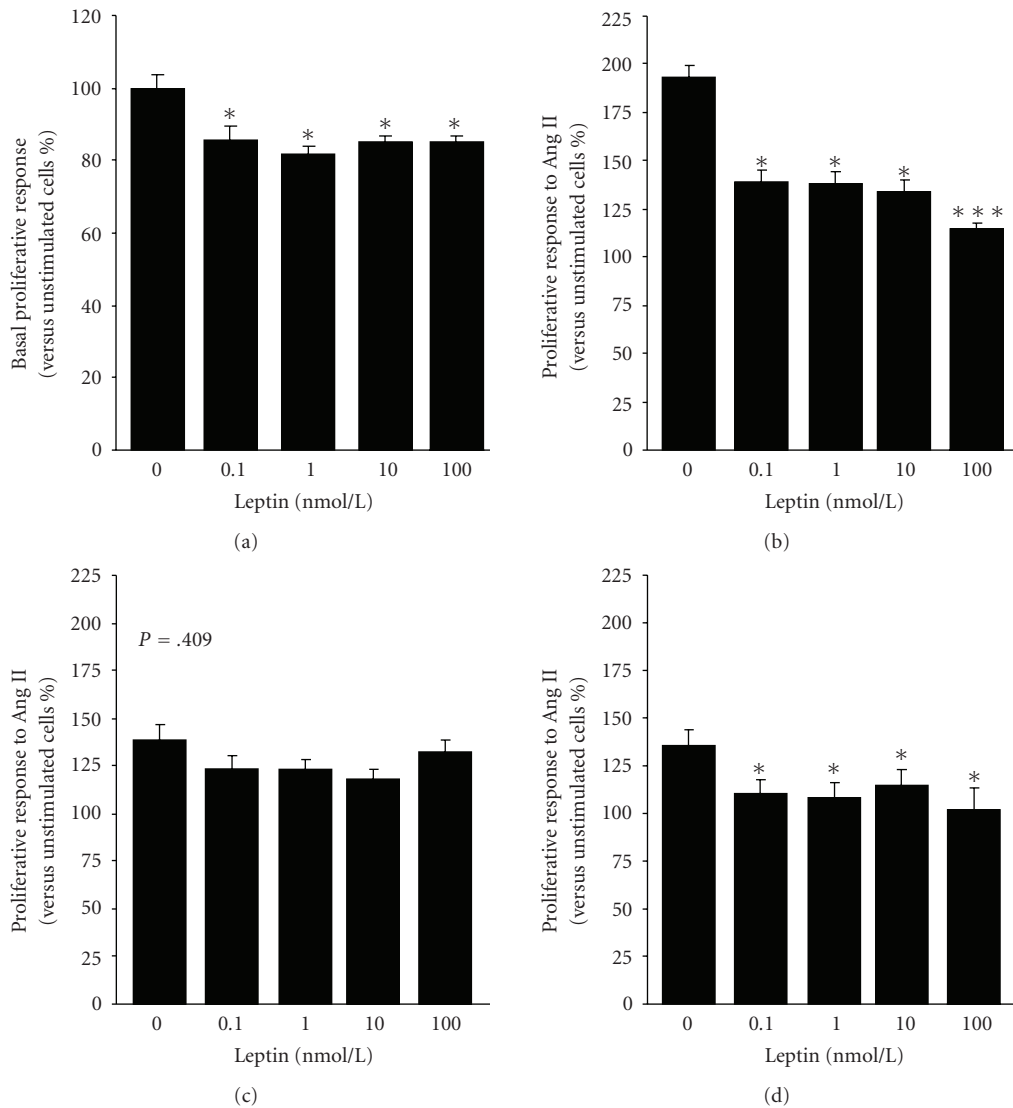 Basal proliferative response
(versus unstimulated cells %)
120
100
80
60
40
20
0
*
*
*
*
0 0.1 1 10 100
Leptin (nmol/L)
(a)
Proliferative response to Ang II
(versus unstimulated cells %)
225
200
175
150
125
100
75
50
25
0
*
*
*
***
0 0.1 1 10 100
Leptin (nmol/L)
(b)
Proliferative response to Ang II
(versus unstimulated cells %)
225
200
175
150
125
100
75
50
25
0
P = .409
0 0.1 1 10 100
Leptin (nmol/L)
(c)
Proliferative response to Ang II
(versus unstimulated cells %)
225
200
175
150
125
100
75
50
25
0
*
*
*
*
0 0.1 1 10 100
Leptin (nmol/L)
(d)